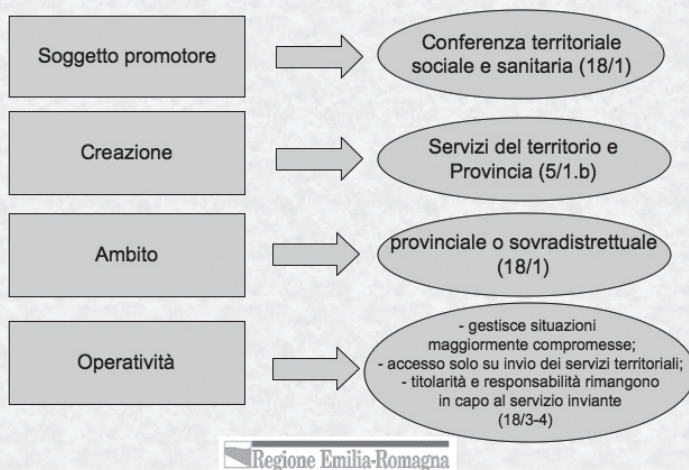 Soggetto promotore
Conferenza territoriale
sociale e sanitaria (18/1)
Creazione
Servizi del territorio e
Provincia (5/1.b)
Ambito
provinciale o sovradistrettuale
(18/1)
Operatività
- gestisce situazioni
maggiormente compromesse;
- accesso solo su invio dei servizi territoriali;
- titolarità e responsabilità rimangono
in capo al servizio inviante
(18/3-4)
Regione Emilia-Romagna